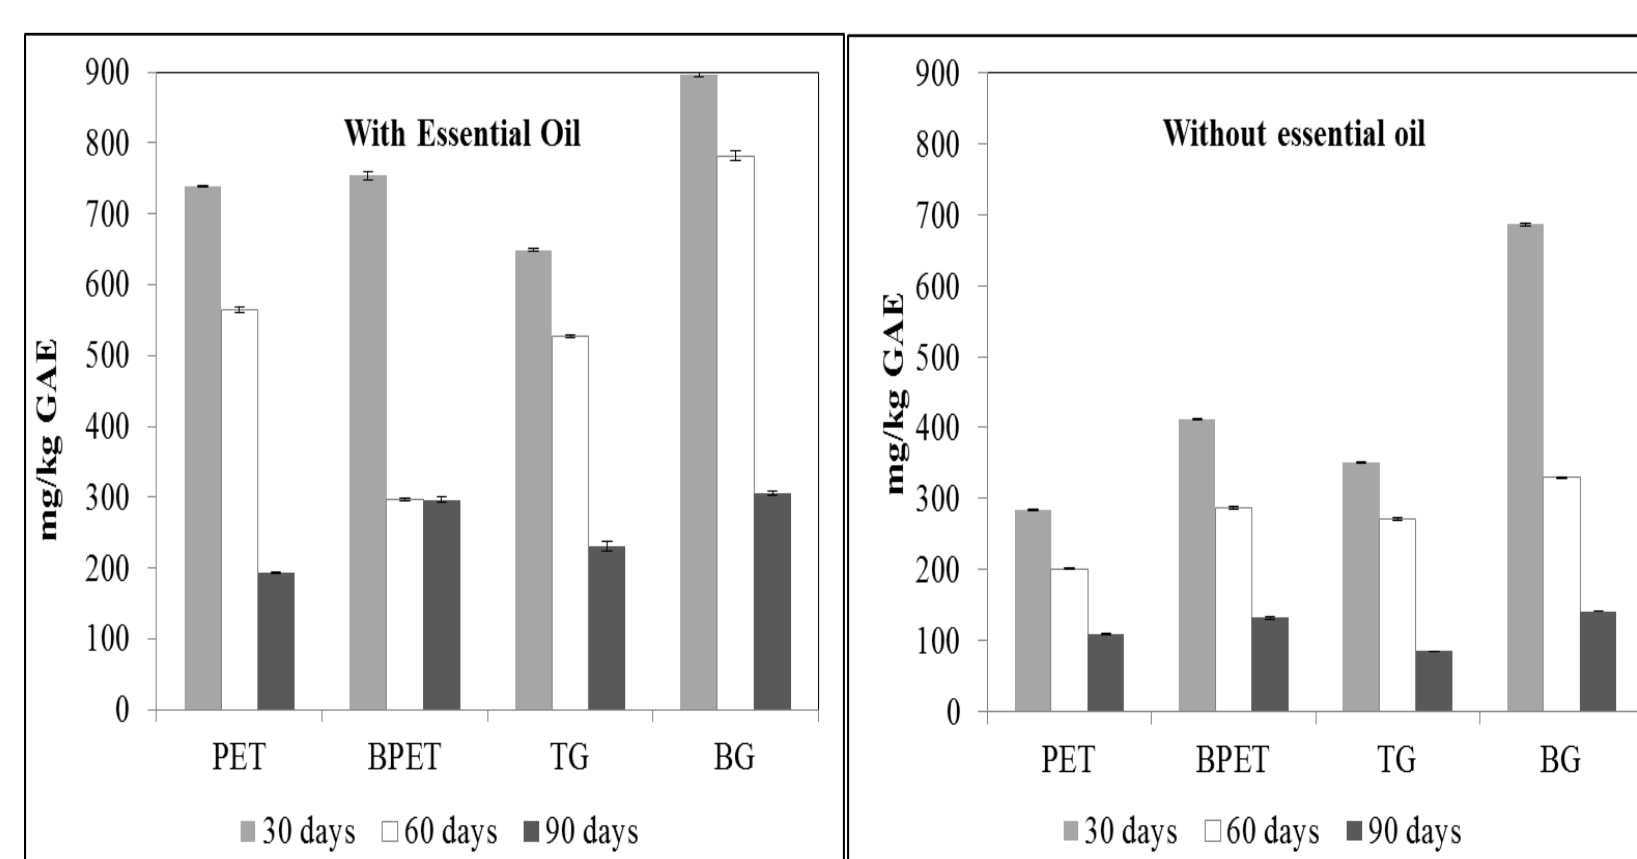 With Essential Oil
mg/kg GAE
900
800
700
600
500
400
300
200
100
0
PET BPET TG BG
30 days 60 days 90 days
Without essential oil
mg/kg GAE
900
800
700
600
500
400
300
200
100
0
PET BPET TG BG
30 days 60 days 90 days